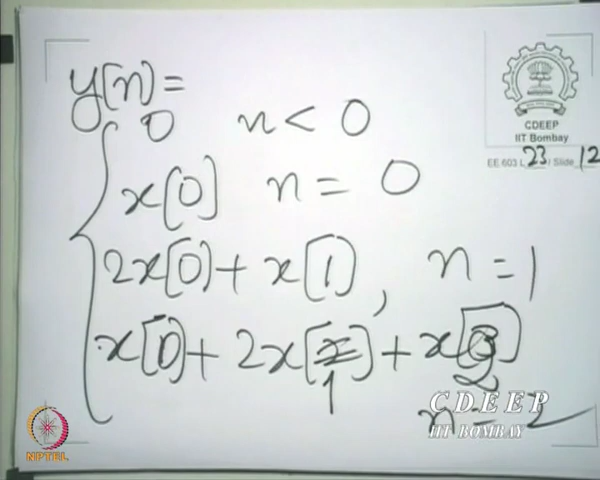 y[n] =
0 n < 0
x[0] n = 0
2x[0] + x[1], n = 1
x[0] + 2x[1] + x[2]
n = 2
CDEEP
IIT Bombay
EE 603 L 23 / Slide 12
CDEEP
IIT BOMBAY
NPTEL